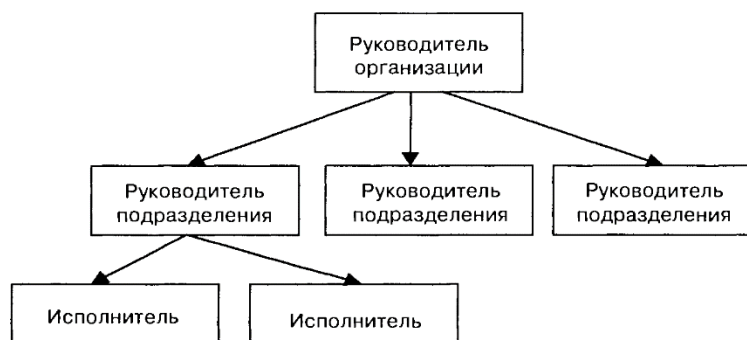 Руководитель
организации
Руководитель
подразделения
Руководитель
подразделения
Руководитель
подразделения
Исполнитель
Исполнитель